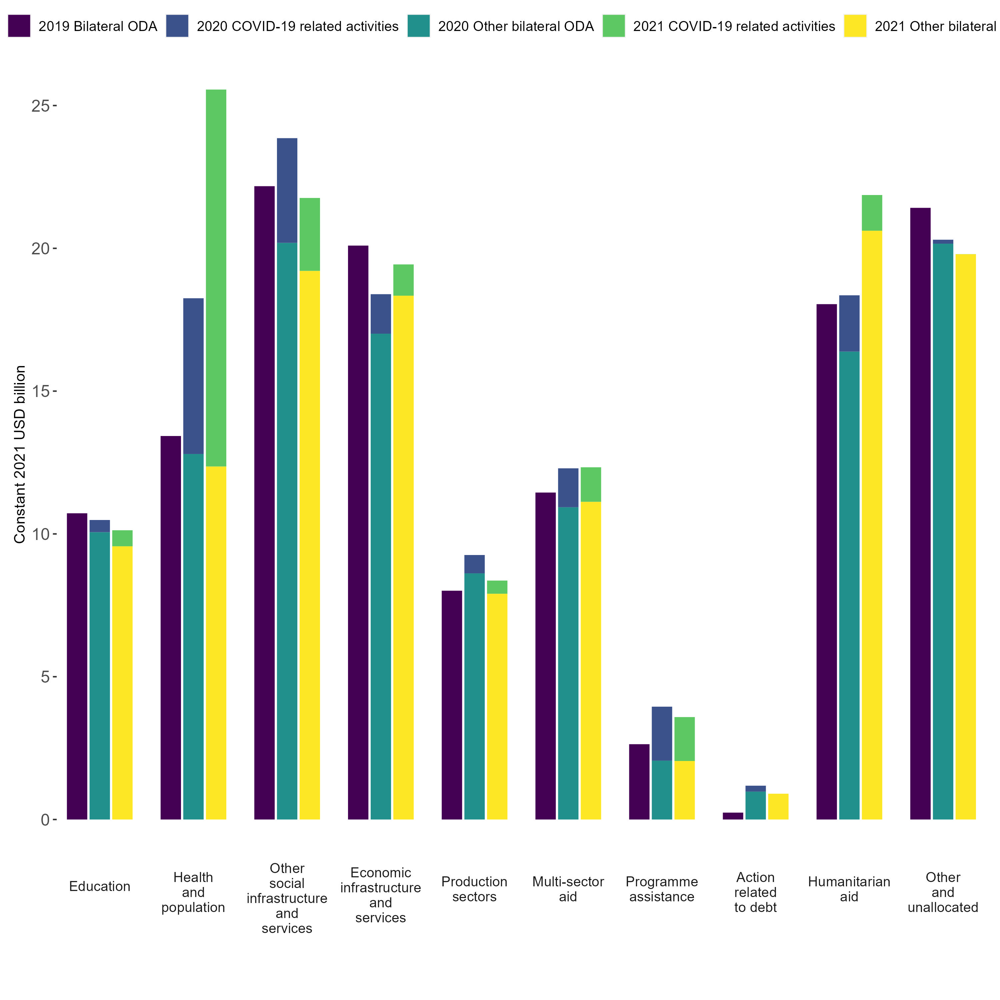 2019 Bilateral ODA 2020 COVID-19 related activities 2020 Other bilateral ODA 2021 COVID-19 related activities 2021 Other bilateral
Constant 2021 USD billion
25
20
15
10
5
0
Education
Health
and
population
Other
social
infrastructure
and
services
Economic
infrastructure
and
services
Production
sectors
Multi-sector
aid
Programme
assistance
Action
related
to debt
Humanitarian
aid
Other
and
unallocated